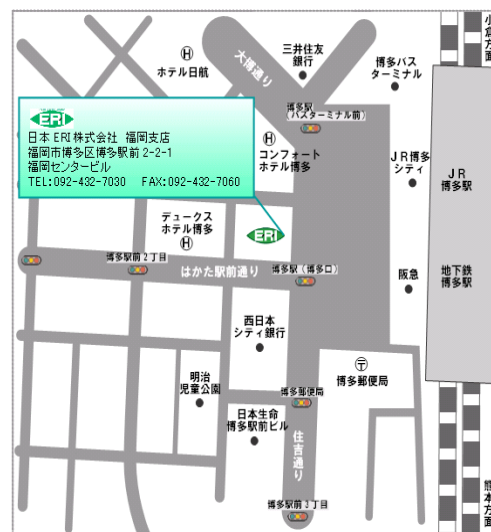 小倉方面
大博通り
三井住友
銀行
ホテル日航
博多バス
ターミナル
ERI
日本ERI株式会社 福岡支店
福岡市博多区博多駅前2-2-1
福岡センタービル
TEL:092-432-7030 FAX:092-432-7060
博多駅
(バスターミナル前)
コンフォート
ホテル博多
JR博多
シティ
JR
博多駅
デュークス
ホテル博多
ERI
博多駅前2丁目
はかた駅前通り
博多駅(博多口)
阪急
地下鉄
博多駅
西日本
シティ銀行
博多郵便局
明治
児童公園
博多郵便局
日本生命
博多駅前ビル
住吉通り
博多駅前3丁目
熊本方面